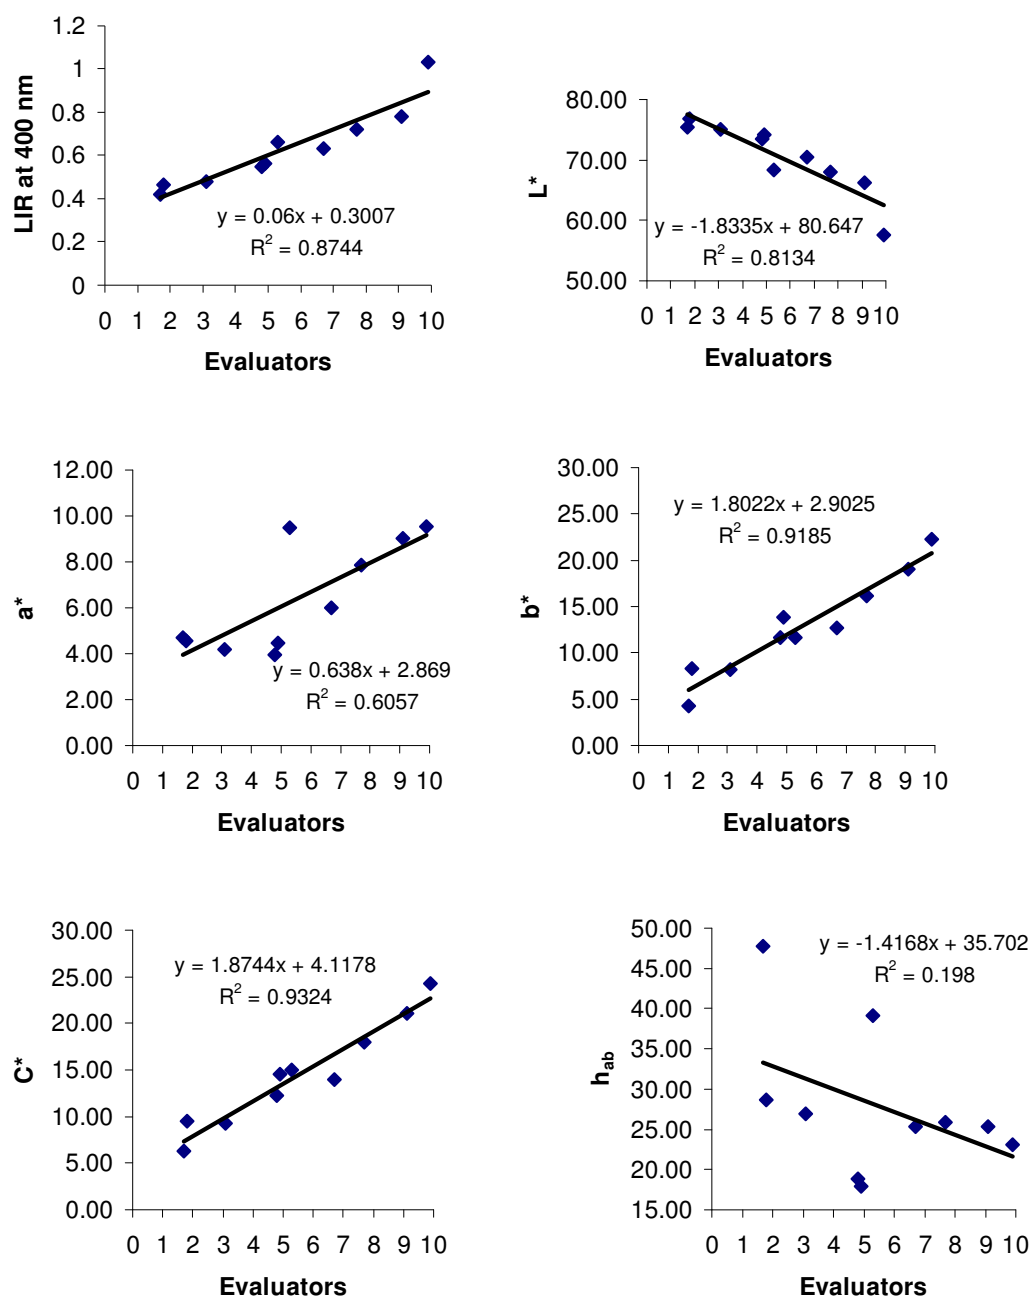 LIR at 400 nm
1.2
1
0.8
0.6
0.4
0.2
0
y = 0.06x + 0.3007
R² = 0.8744
0 1 2 3 4 5 6 7 8 9 10
Evaluators
L*
80.00
70.00
60.00
50.00
y = -1.8335x + 80.647
R² = 0.8134
0 1 2 3 4 5 6 7 8 9 10
Evaluators
a*
12.00
10.00
8.00
6.00
4.00
2.00
0.00
y = 0.638x + 2.869
R² = 0.6057
0 1 2 3 4 5 6 7 8 9 10
Evaluators
b*
30.00
25.00
20.00
15.00
10.00
5.00
0.00
y = 1.8022x + 2.9025
R² = 0.9185
0 1 2 3 4 5 6 7 8 9 10
Evaluators
C*
30.00
25.00
20.00
15.00
10.00
5.00
0.00
y = 1.8744x + 4.1178
R² = 0.9324
0 1 2 3 4 5 6 7 8 9 10
Evaluators
hab
50.00
45.00
40.00
35.00
30.00
25.00
20.00
15.00
y = -1.4168x + 35.702
R² = 0.198
0 1 2 3 4 5 6 7 8 9 10
Evaluators